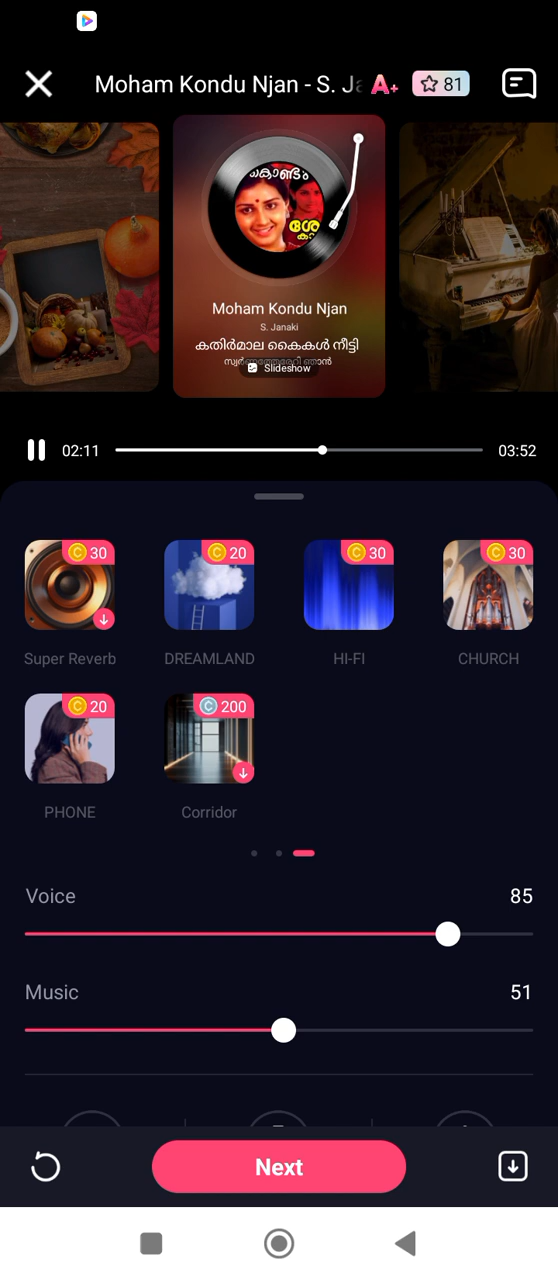 Moham Kondu Njan - S. Ja A+ 81
കൊണ്ടും
Moham Kondu Njan
S. Janaki
കതിർമാല കൈകൾ നീട്ടി
ഞാൻ
Slideshow
02:11 03:52
30 20 30 30
Super Reverb DREAMLAND HI-FI CHURCH
20 200
PHONE Corridor
Voice 85
Music 51
Next